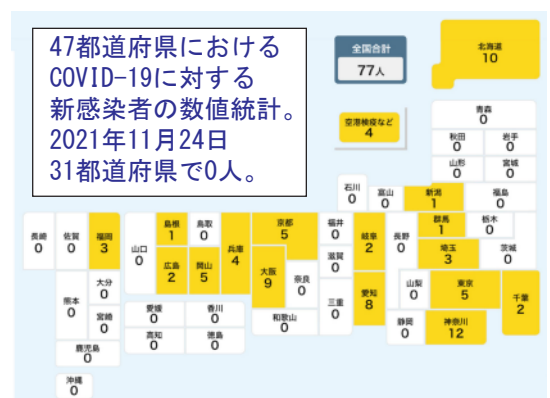 47都道府県における
COVID-19に対する
新感染者の数値統計。
2021年11月24日
31都道府県で0人。
全国合計
77人
北海道
10
空港検疫など
4
青森
0
秋田
0
岩手
0
山形
0
宮城
0
石川
0
富山
0
新潟
1
福島
0
長崎
0
佐賀
0
福岡
3
山口
0
島根
1
鳥取
0
兵庫
4
京都
5
福井
0
岐阜
2
長野
0
群馬
1
栃木
0
広島
2
岡山
5
大阪
9
奈良
0
滋賀
0
埼玉
3
茨城
0
熊本
0
大分
0
宮崎
0
愛媛
0
香川
0
高知
0
徳島
0
和歌山
0
三重
0
愛知
8
山梨
0
東京
5
千葉
2
静岡
0
神奈川
12
鹿児島
0
沖縄
0